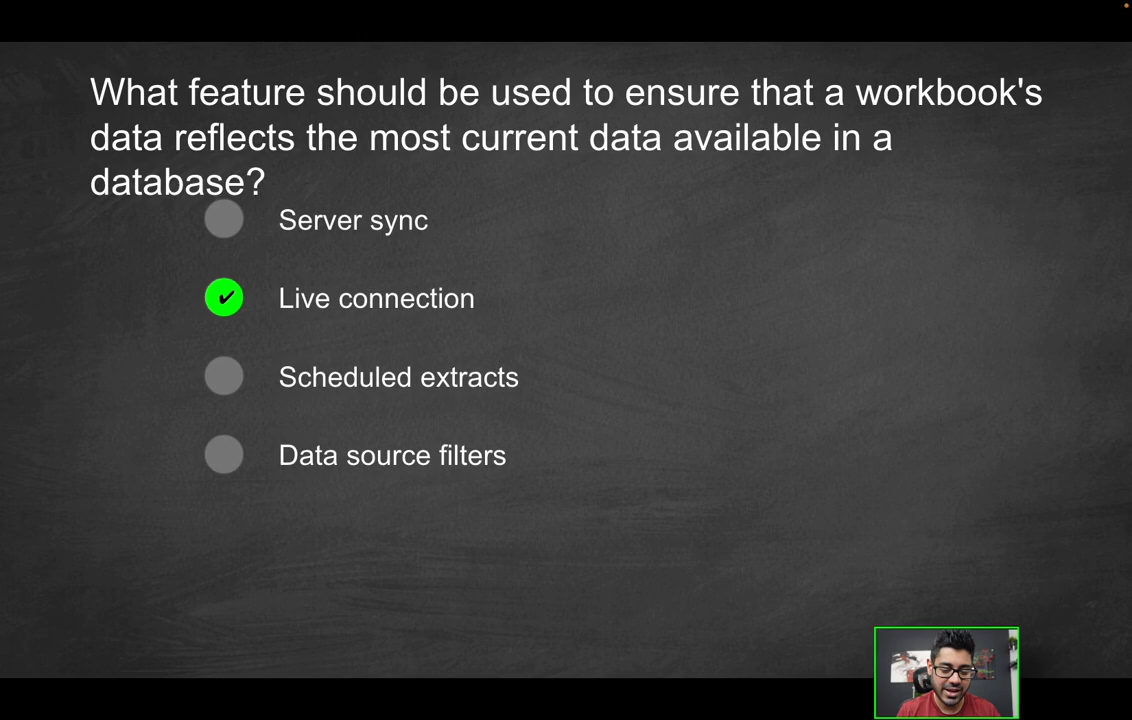 What feature should be used to ensure that a workbook's
data reflects the most current data available in a
database?
Server sync
✔ Live connection
Scheduled extracts
Data source filters